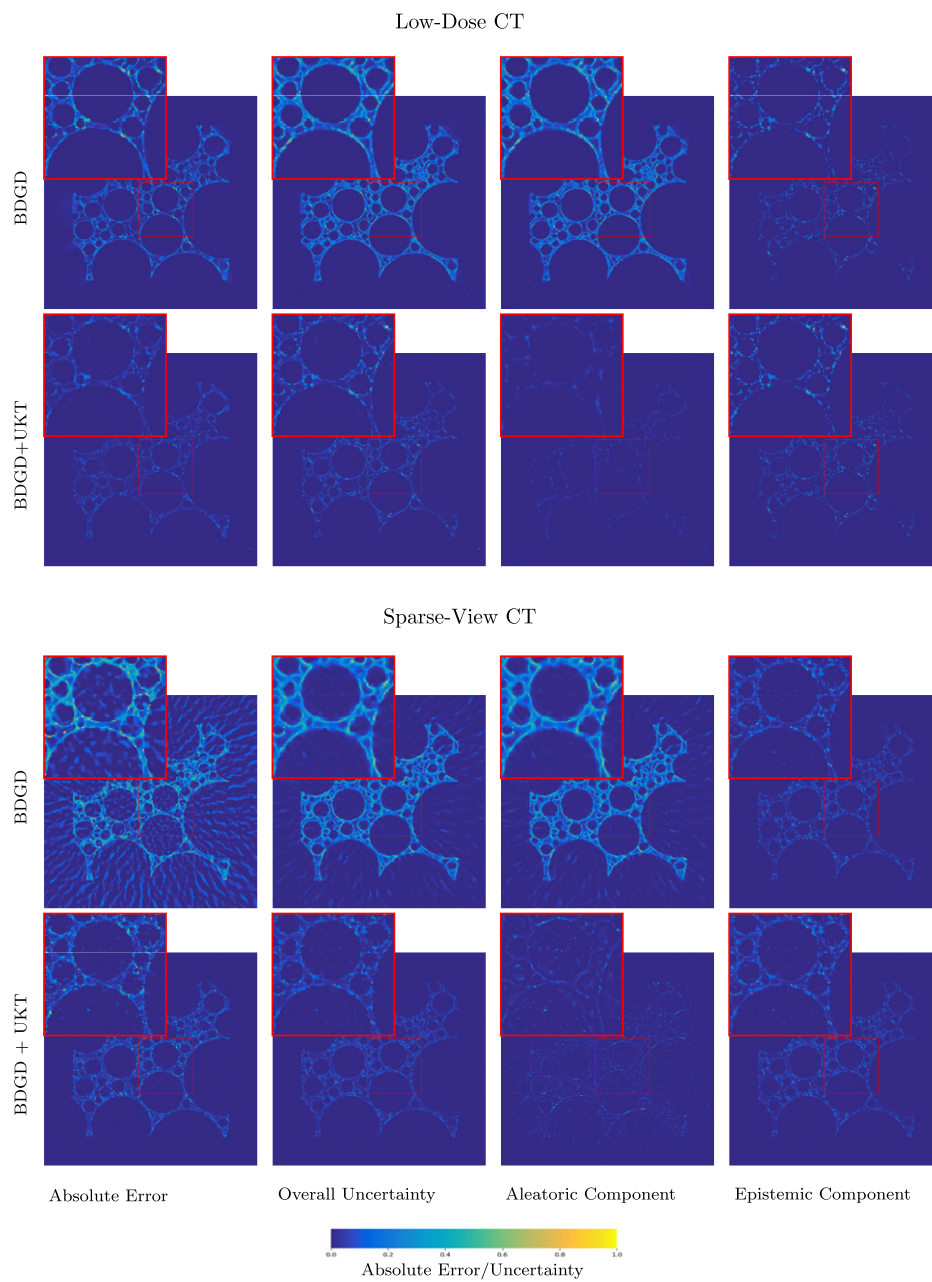 Low-Dose CT
BDGD
BDGD+UKT
Sparse-View CT
BDGD
BDGD + UKT
Absolute Error
Overall Uncertainty
Aleatoric Component
Epistemic Component
0.0 0.2 0.4 0.6 0.8 1.0
Absolute Error/Uncertainty